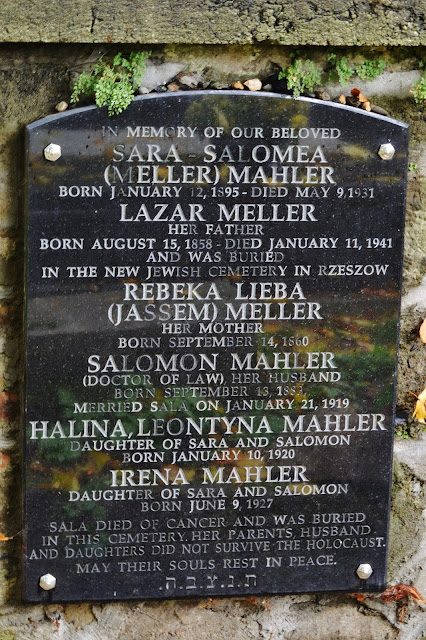 IN MEMORY OF OUR BELOVED
SARA - SALOMEA
(MELLER) MAHLER
BORN JANUARY 12, 1895 - DIED MAY 9,1931
LAZAR MELLER
HER FATHER
BORN AUGUST 15, 1858 - DIED JANUARY 11, 1941
AND WAS BURIED
IN THE NEW JEWISH CEMETERY IN RZESZOW
REBEKA LIEBA
(JASSEM) MELLER
HER MOTHER
BORN SEPTEMBER 14, 1860
SALOMON MAHLER
(DOCTOR OF LAW) HER HUSBAND
BORN SEPTEMBER 13, 1883,
MERRIED SALA ON JANUARY 21, 1919
HALINA, LEONTYNA MAHLER
DAUGHTER OF SARA AND SALOMON
BORN JANUARY 10, 1920
IRENA MAHLER
DAUGHTER OF SARA AND SALOMON
BORN JUNE 9, 1927
SALA DIED OF CANCER AND WAS BURIED
IN THIS CEMETERY. HER PARENTS, HUSBAND
AND DAUGHTERS DID NOT SURVIVE THE HOLOCAUST.
MAY THEIR SOULS REST IN PEACE.
ת.נ.צ.ב.ה.